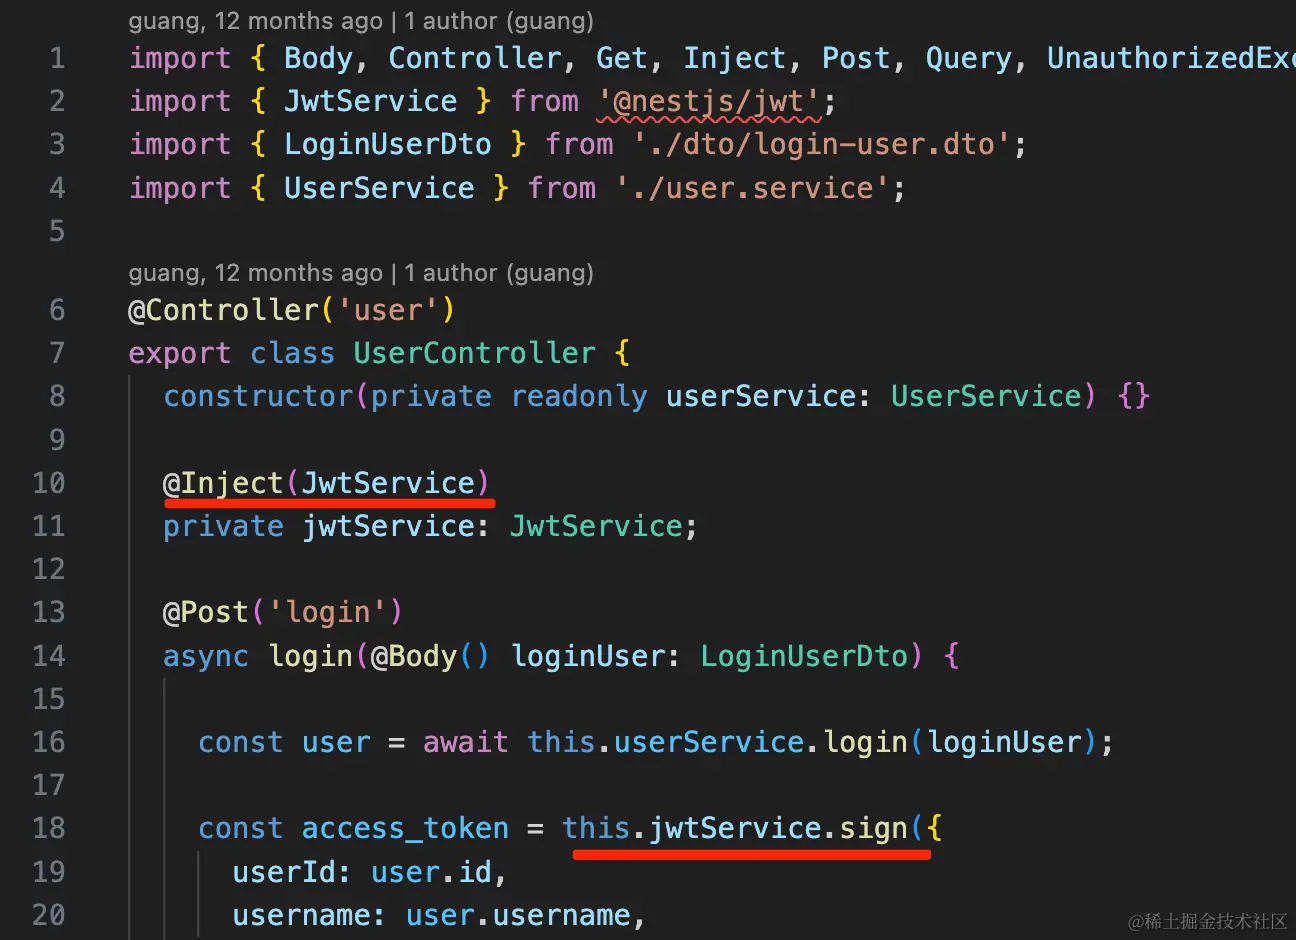 guang, 12 months ago | 1 author (guang)
1 import { Body, Controller, Get, Inject, Post, Query, UnauthorizedExc
2 import { JwtService } from '@nestjs/jwt';
3 import { LoginUserDto } from './dto/login-user.dto';
4 import { UserService } from './user.service';
5
guang, 12 months ago | 1 author (guang)
6 @Controller('user')
7 export class UserController {
8 constructor(private readonly userService: UserService) {}
9
10 @Inject(JwtService)
11 private jwtService: JwtService;
12
13 @Post('login')
14 async login(@Body() loginUser: LoginUserDto) {
15
16 const user = await this.userService.login(loginUser);
17
18 const access_token = this.jwtService.sign({
19 userId: user.id,
20 username: user.username,
@稀土掘金技术社区